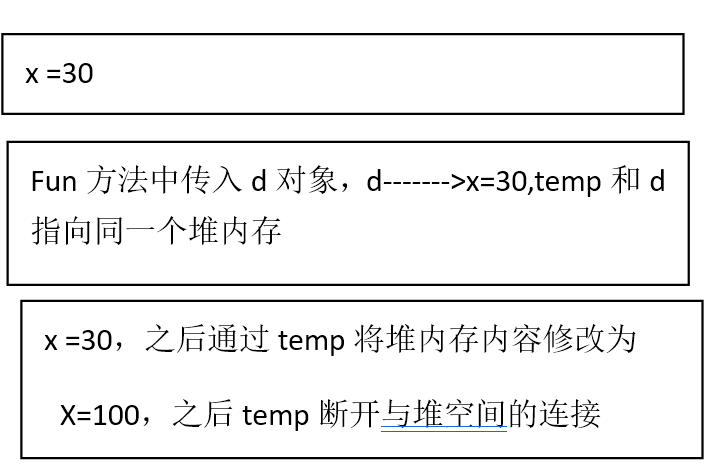 x =30
Fun 方法中传入 d 对象，d------->x=30,temp 和 d
指向同一个堆内存
x =30，之后通过 temp 将堆内存内容修改为
X=100，之后 temp 断开与堆空间的连接